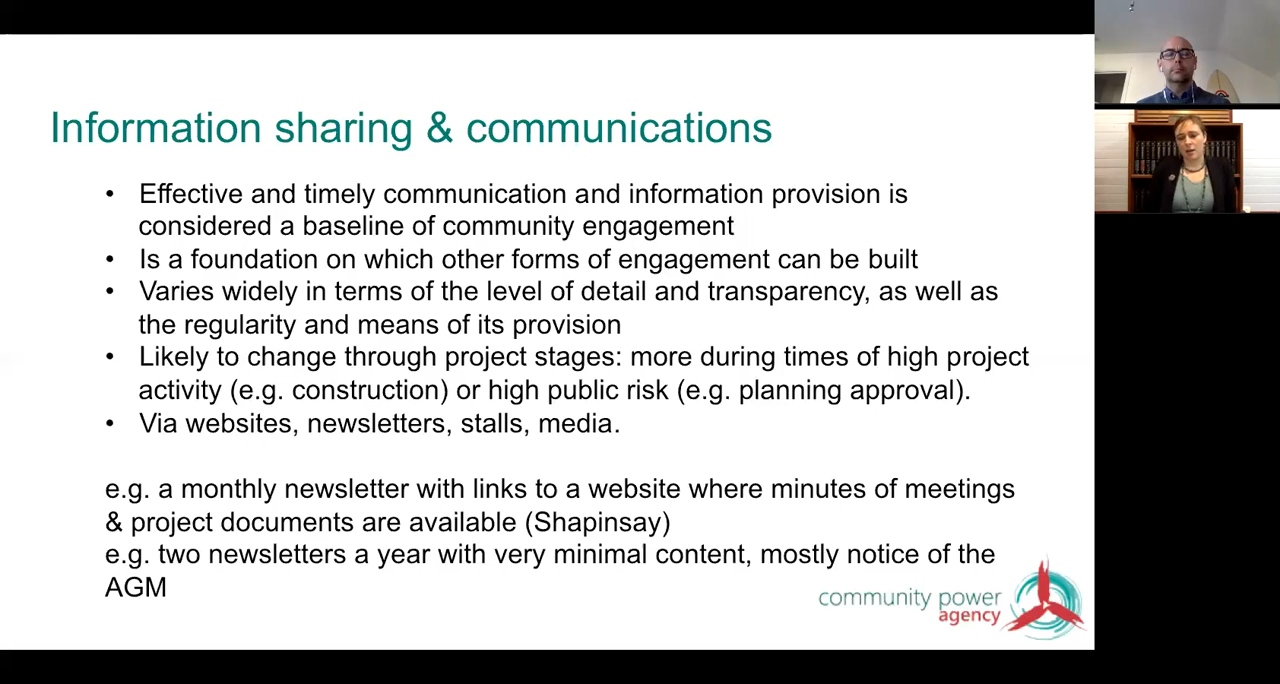 Information sharing & communications
• Effective and timely communication and information provision is
considered a baseline of community engagement
• Is a foundation on which other forms of engagement can be built
• Varies widely in terms of the level of detail and transparency, as well as
the regularity and means of its provision
• Likely to change through project stages: more during times of high project
activity (e.g. construction) or high public risk (e.g. planning approval).
• Via websites, newsletters, stalls, media.
e.g. a monthly newsletter with links to a website where minutes of meetings
& project documents are available (Shapinsay)
e.g. two newsletters a year with very minimal content, mostly notice of the
AGM
community power
agency